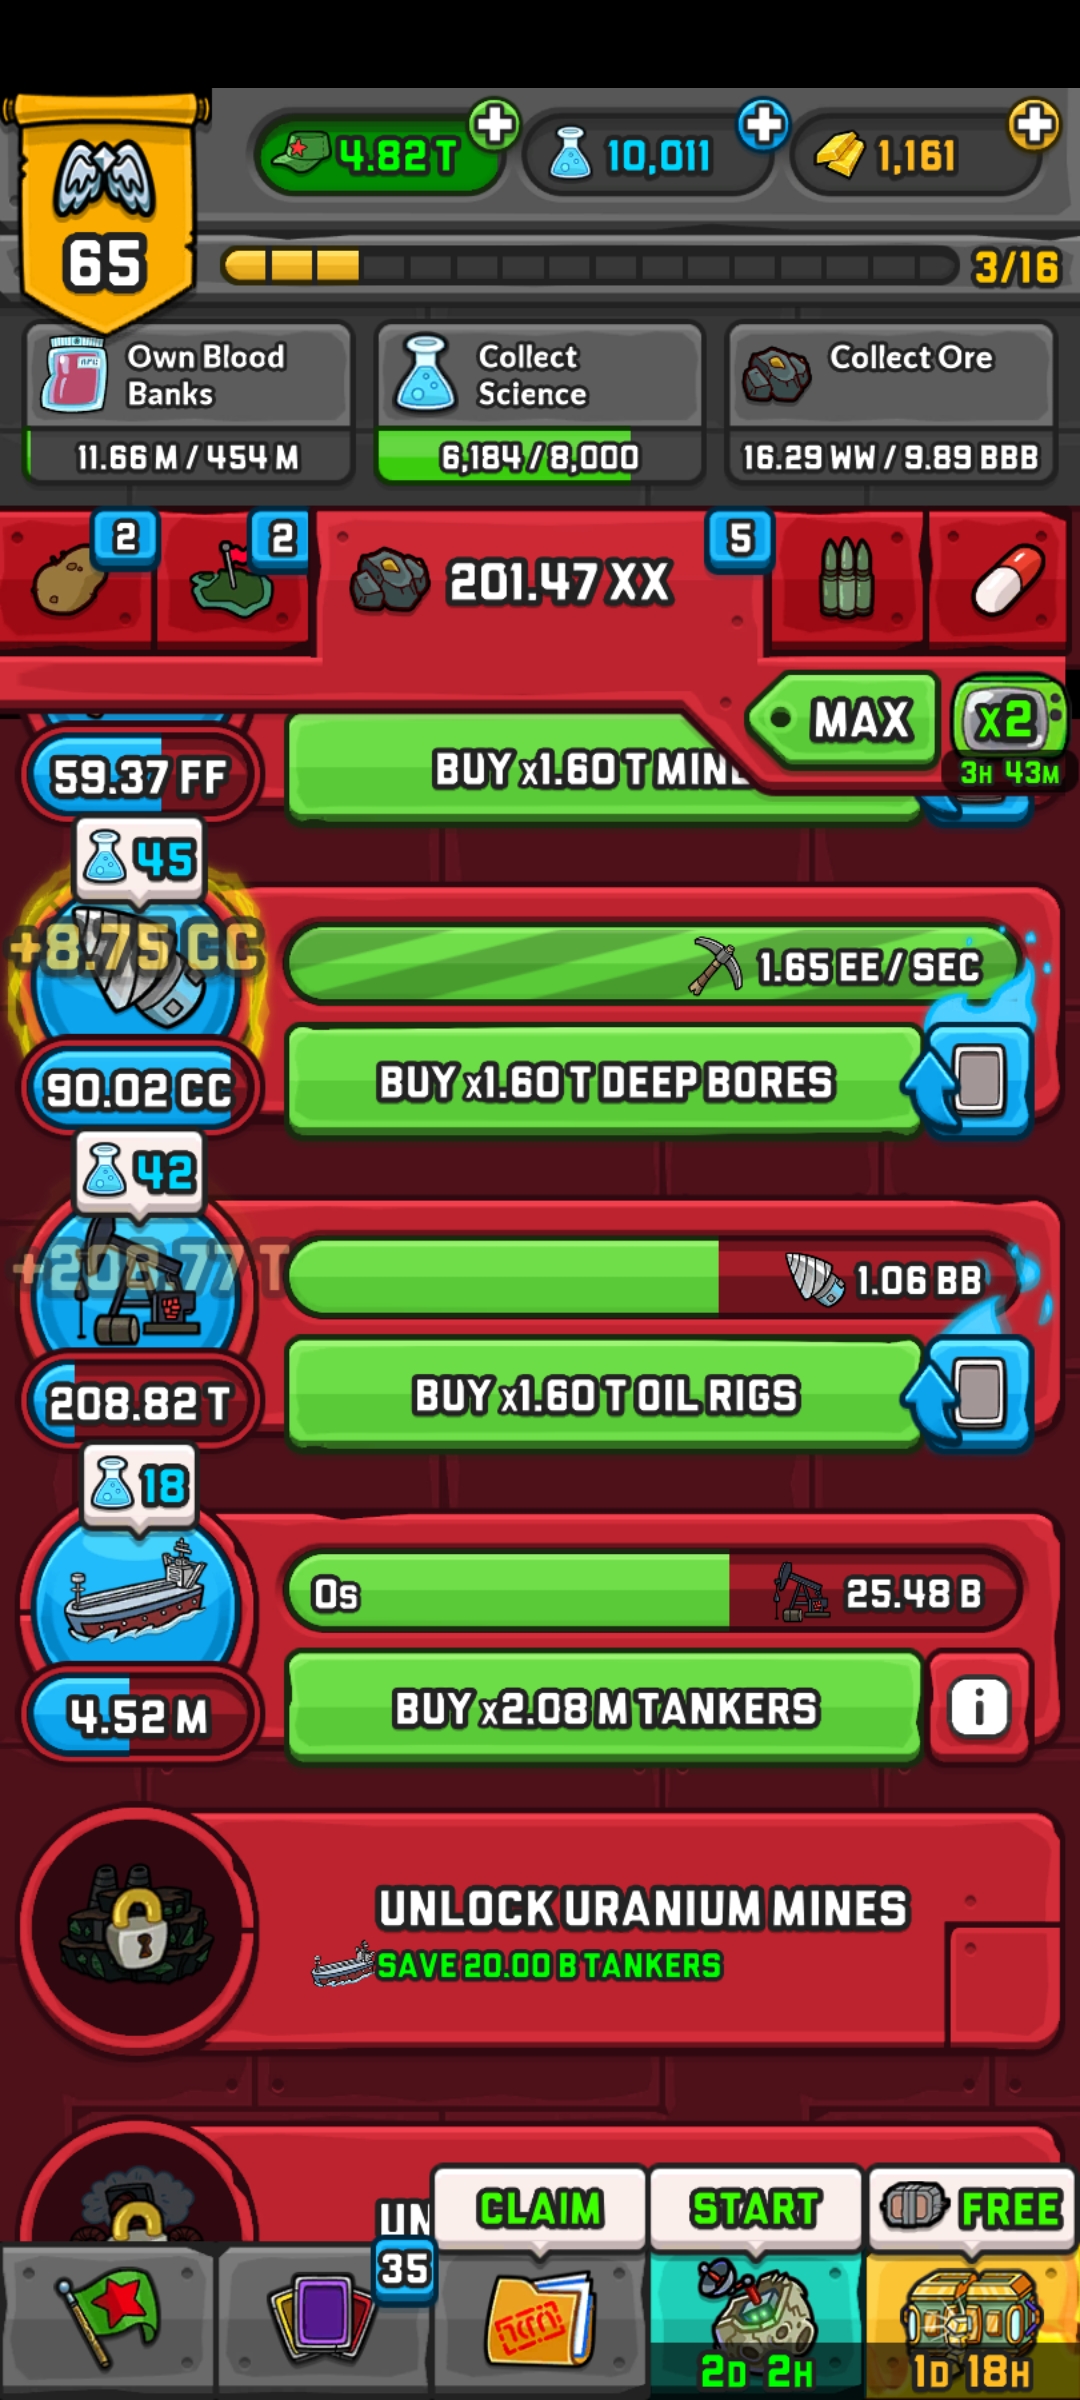 65
4.82 T
10,011
1,161
3/16
Own Blood
Banks
11.66 M / 454 M
Collect
Science
6,184 / 8,000
Collect Ore
16.29 WW / 9.89 BBB
2
2
201.47 XX
5
MAX
x2
3H 43M
59.37 FF
BUY x1.60 T MINE
45
+8.75 CC
1.65 EE / SEC
90.02 CC
BUY x1.60 T DEEP BORES
42
+208.77 T
1.06 BB
208.82 T
BUY x1.60 T OIL RIGS
18
0s
25.48 B
4.52 M
BUY x2.08 M TANKERS
i
UNLOCK URANIUM MINES
SAVE 20.00 B TANKERS
UN
CLAIM
START
FREE
35
2D 2H
1D 18H